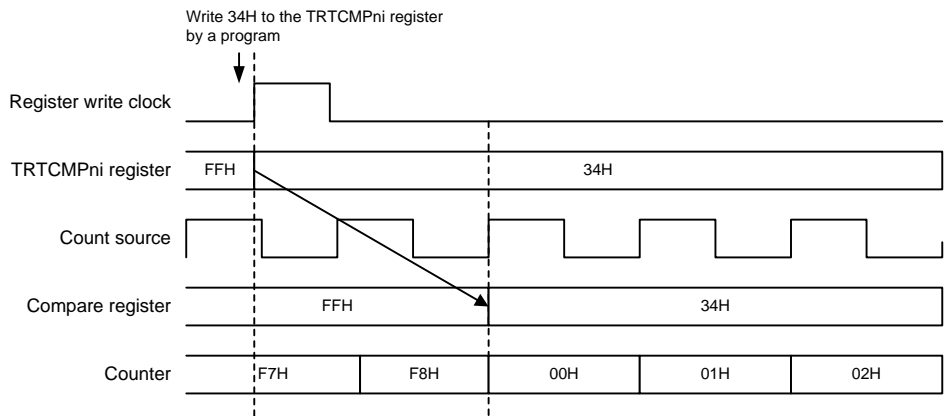 Write 34H to the TRTCMPni register
by a program
Register write clock
TRTCMPni register
FFH
34H
Count source
Compare register
FFH
34H
Counter
F7H
F8H
00H
01H
02H